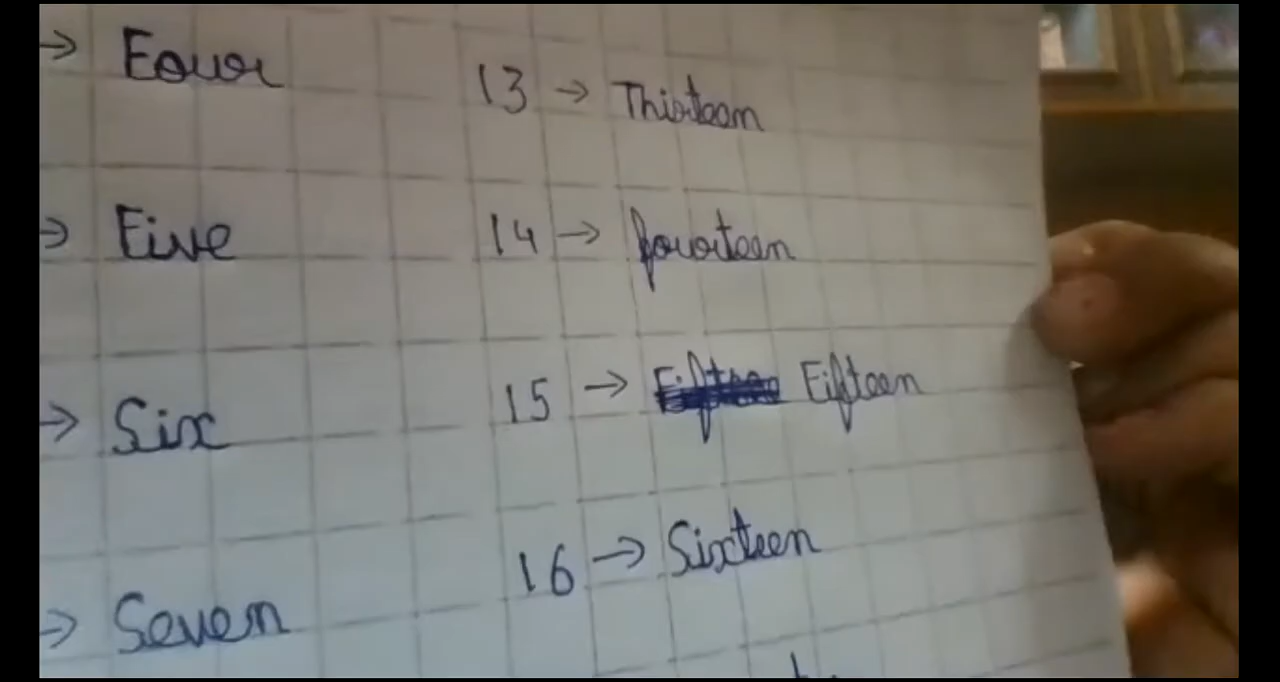 → Four 13 → Thirteen
→ Five 14 → fourteen
→ Six 15 → Fifteen
→ Seven 16 → Sixteen